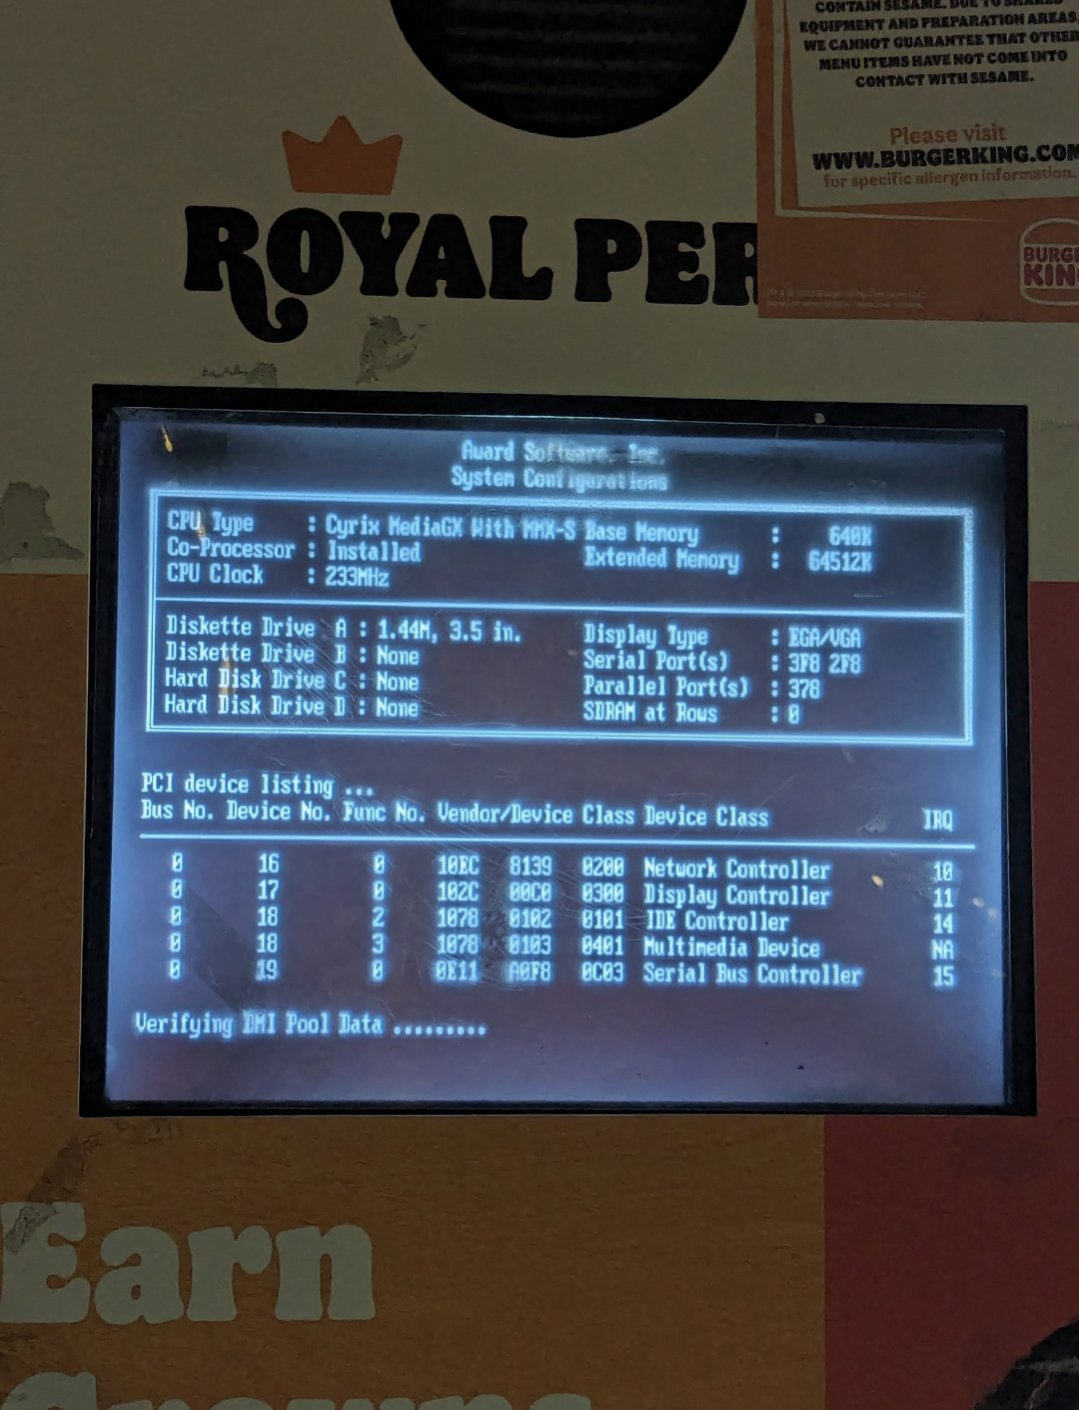 CONTAIN SESAME. DUE TO SHARED
EQUIPMENT AND PREPARATION AREAS,
WE CANNOT GUARANTEE THAT OTHER
MENU ITEMS HAVE NOT COME INTO
CONTACT WITH SESAME.
Please visit
WWW.BURGERKING.COM
for specific allergen information.
BURGE
KIN
ROYAL PER
Award Software, Inc.
System Configurations
CPU Type : Cyrix MediaGX With MMX-S Base Memory : 640K
Co-Processor : Installed Extended Memory : 64512K
CPU Clock : 233MHz
Diskette Drive A : 1.44M, 3.5 in. Display Type : EGA/VGA
Diskette Drive B : None Serial Port(s) : 3F8 2F8
Hard Disk Drive C : None Parallel Port(s) : 378
Hard Disk Drive D : None SDRAM at Rows : 0
PCI device listing ...
Bus No. Device No. Func No. Vendor/Device Class Device Class IRQ
0 16 0 10EC 8139 0200 Network Controller 10
0 17 0 102C 00C0 0300 Display Controller 11
0 18 2 1078 0102 0101 IDE Controller 14
0 18 3 1078 0103 0401 Multimedia Device NA
0 19 0 0E11 A0F8 0C03 Serial Bus Controller 15
Verifying DMI Pool Data .........
Earn